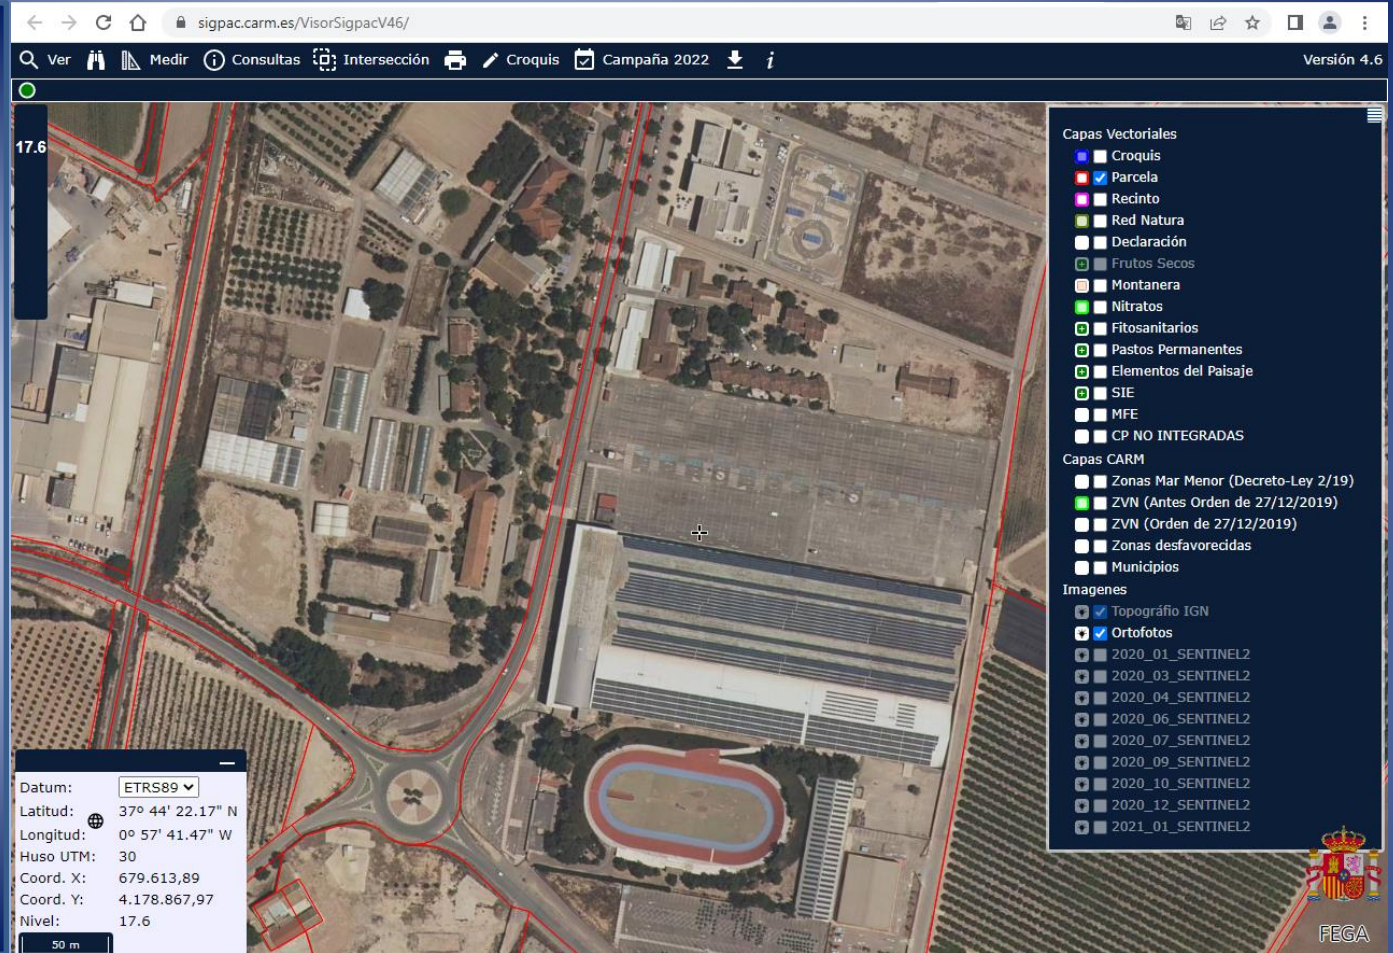 sigpac.carm.es/VisorSigpacV46/
Ver Medir Consultas Intersección Croquis Campaña 2022 i Versión 4.6
17.6
Capas Vectoriales
Croquis
Parcela
Recinto
Red Natura
Declaración
Frutos Secos
Montanera
Nitratos
Fitosanitarios
Pastos Permanentes
Elementos del Paisaje
SIE
MFE
CP NO INTEGRADAS
Capas CARM
Zonas Mar Menor (Decreto-Ley 2/19)
ZVN (Antes Orden de 27/12/2019)
ZVN (Orden de 27/12/2019)
Zonas desfavorecidas
Municipios
Imagenes
Topográfio IGN
Ortofotos
2020_01_SENTINEL2
2020_03_SENTINEL2
2020_04_SENTINEL2
2020_06_SENTINEL2
2020_07_SENTINEL2
2020_09_SENTINEL2
2020_10_SENTINEL2
2020_12_SENTINEL2
2021_01_SENTINEL2
Datum: ETRS89
Latitud: 37º 44' 22.17" N
Longitud: 0º 57' 41.47" W
Huso UTM: 30
Coord. X: 679.613,89
Coord. Y: 4.178.867,97
Nivel: 17.6
50 m
FEGA